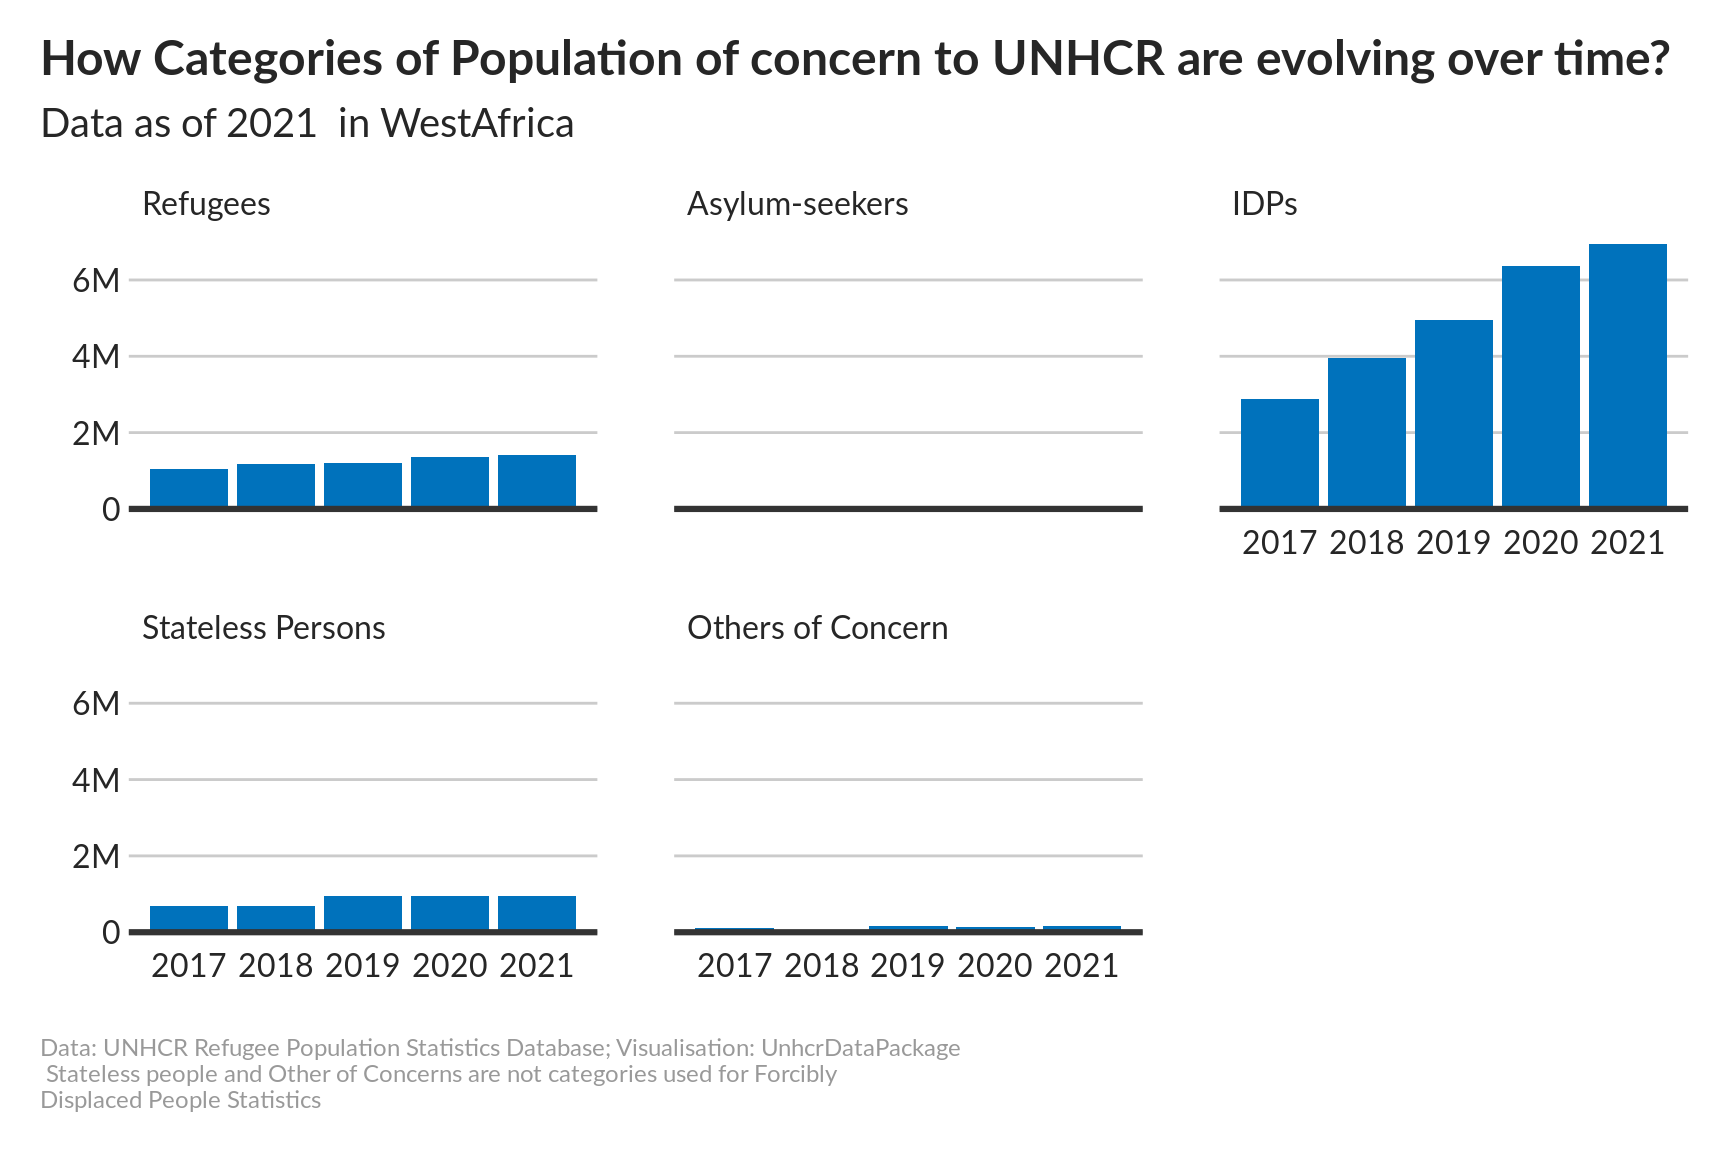 How Categories of Population of concern to UNHCR are evolving over time?
Data as of 2021  in WestAfrica
Refugees
Asylum-seekers
IDPs
6M
4M
2M
0
2017 2018 2019 2020 2021
Stateless Persons
Others of Concern
6M
4M
2M
0
2017 2018 2019 2020 2021
2017 2018 2019 2020 2021
Data: UNHCR Refugee Population Statistics Database; Visualisation: UnhcrDataPackage
Stateless people and Other of Concerns are not categories used for Forcibly
Displaced People Statistics